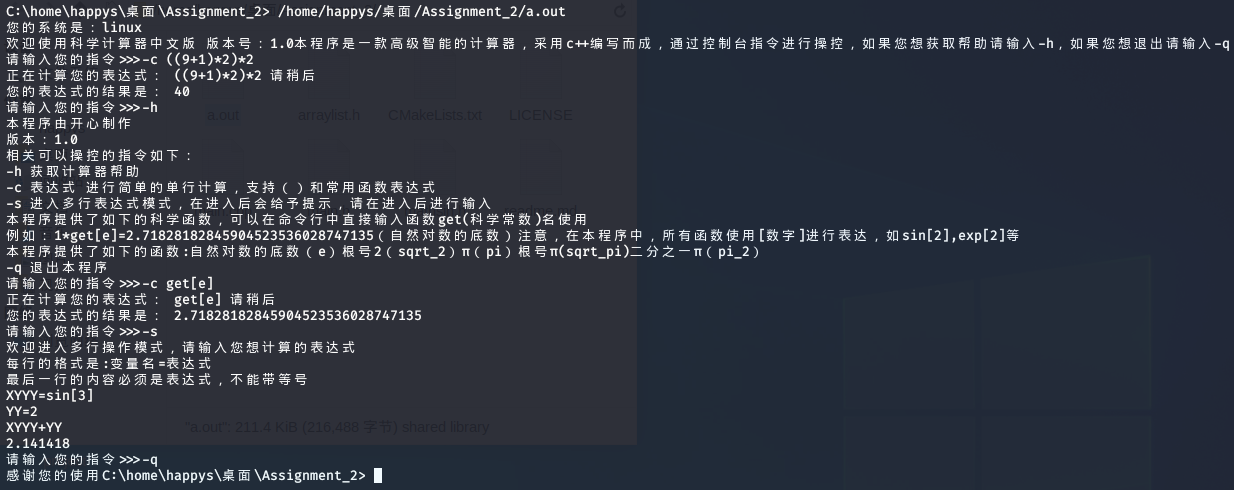 C:\home\happys\桌面\Assignment_2> /home/happys/桌面/Assignment_2/a.out
您的系统是：linux
欢迎使用科学计算器中文版 版本号：1.0本程序是一款高级智能的计算器，采用c++编写而成，通过控制台指令进行操控，如果您想获取帮助请输入-h，如果您想退出请输入-q
请输入您的指令>>>-c ((9+1)*2)*2
正在计算您的表达式： ((9+1)*2)*2 请稍后
您的表达式的结果是： 40
请输入您的指令>>>-h
a.out arraylist.h CMakeLists.txt LICENSE
本程序由开心制作
版本：1.0
相关可以操控的指令如下：
-h 获取计算器帮助
-c 表达式 进行简单的单行计算，支持（）和常用函数表达式
-s 进入多行表达式模式，在进入后会给予提示，请在进入后进行输入
本程序提供了如下的科学函数，可以在命令行中直接输入函数get(科学常数)名使用
例如：1*get[e]=2.718281828459045235360287​47135（自然对数的底数）注意，在本程序中，所有函数使用[数字]进行表达，如sin[2],exp[2]等
本程序提供了如下的函数:自然对数的底数（e）根号2（sqrt_2）π（pi）根号π(sqrt_pi)二分之一π（pi_2）
-q 退出本程序
请输入您的指令>>>-c get[e]
正在计算您的表达式： get[e] 请稍后
您的表达式的结果是： 2.71828182845904523536028747135
请输入您的指令>>>-s
欢迎进入多行操作模式，请输入您想计算的表达式
每行的格式是:变量名=表达式
最后一行的内容必须是表达式，不能带等号
XYYY=sin[3]
YY=2
XYYY+YY
"a.out": 211.4 KiB (216,488 字节) shared library
2.141418
请输入您的指令>>>-q
感谢您的使用C:\home\happys\桌面\Assignment_2>